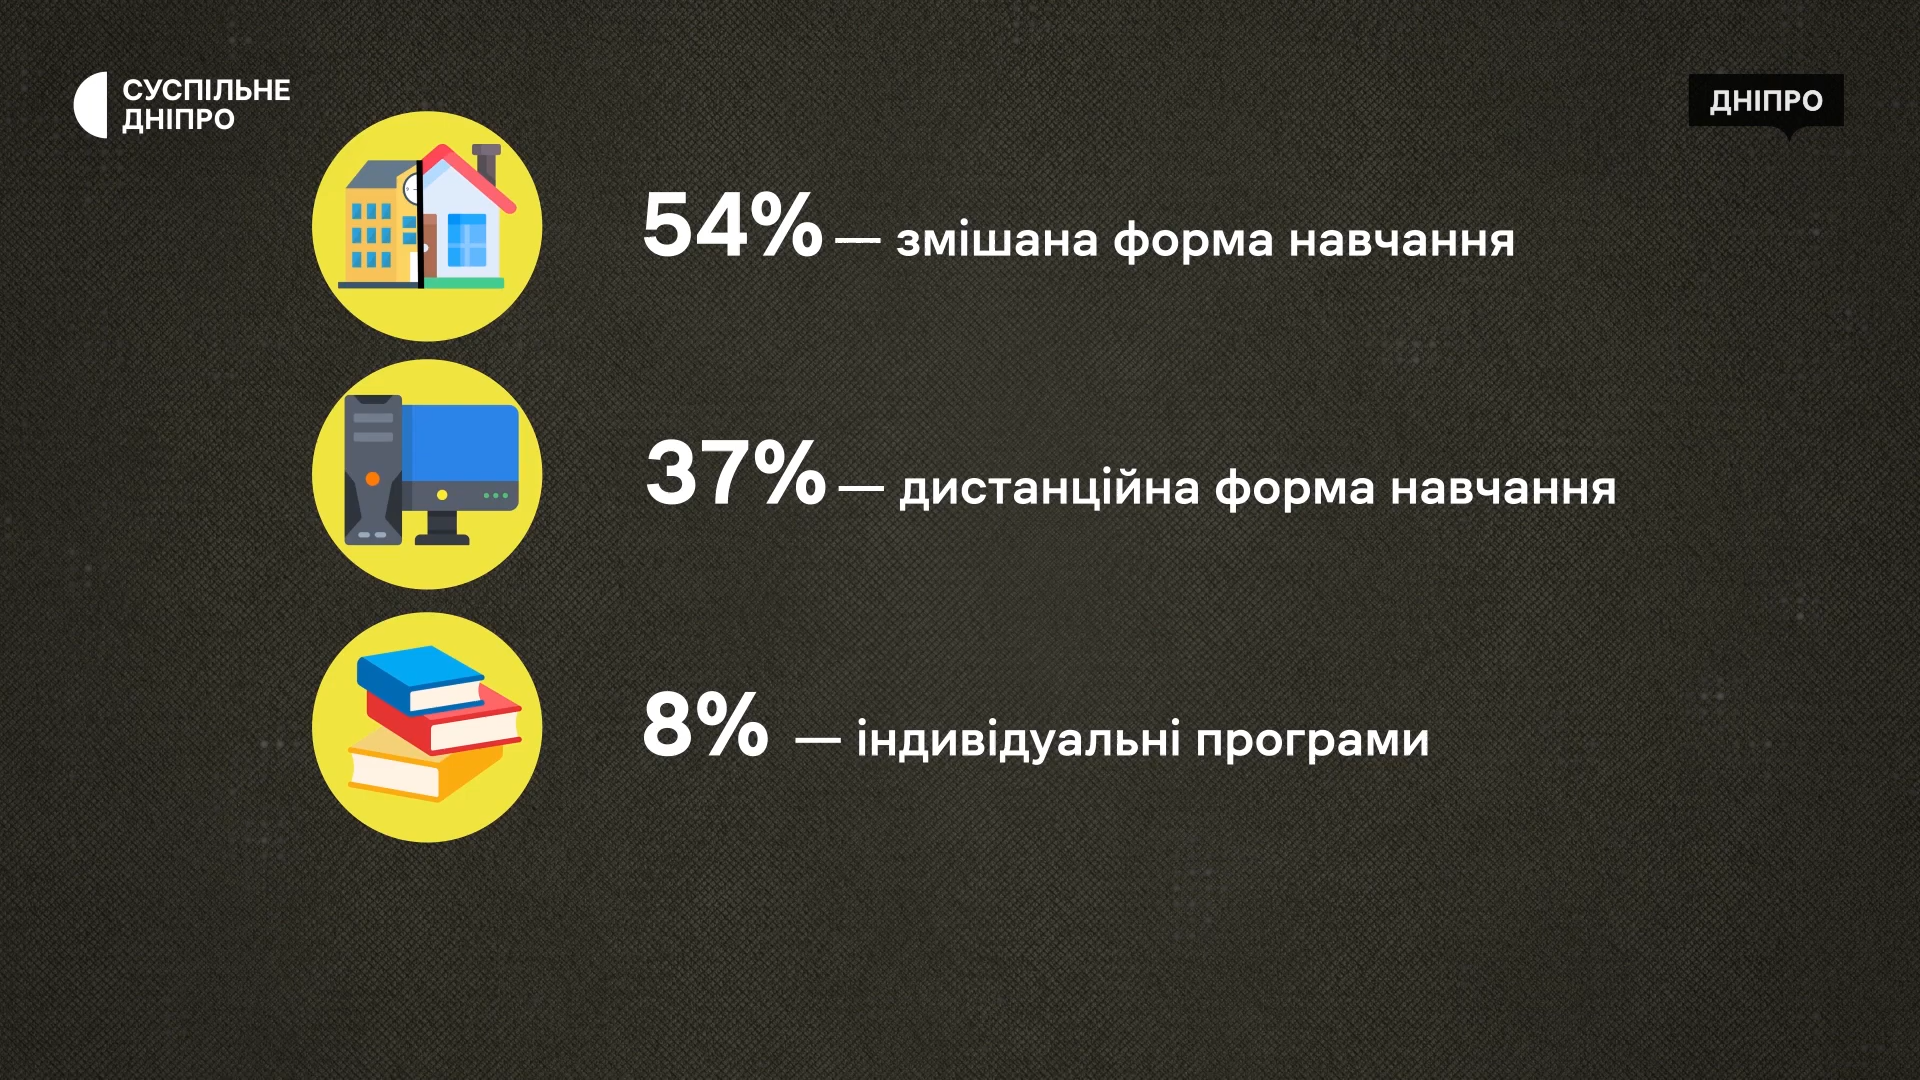 СУСПІЛЬНЕ
ДНІПРО
ДНІПРО
54% — змішана форма навчання
37% — дистанційна форма навчання
8% — індивідуальні програми